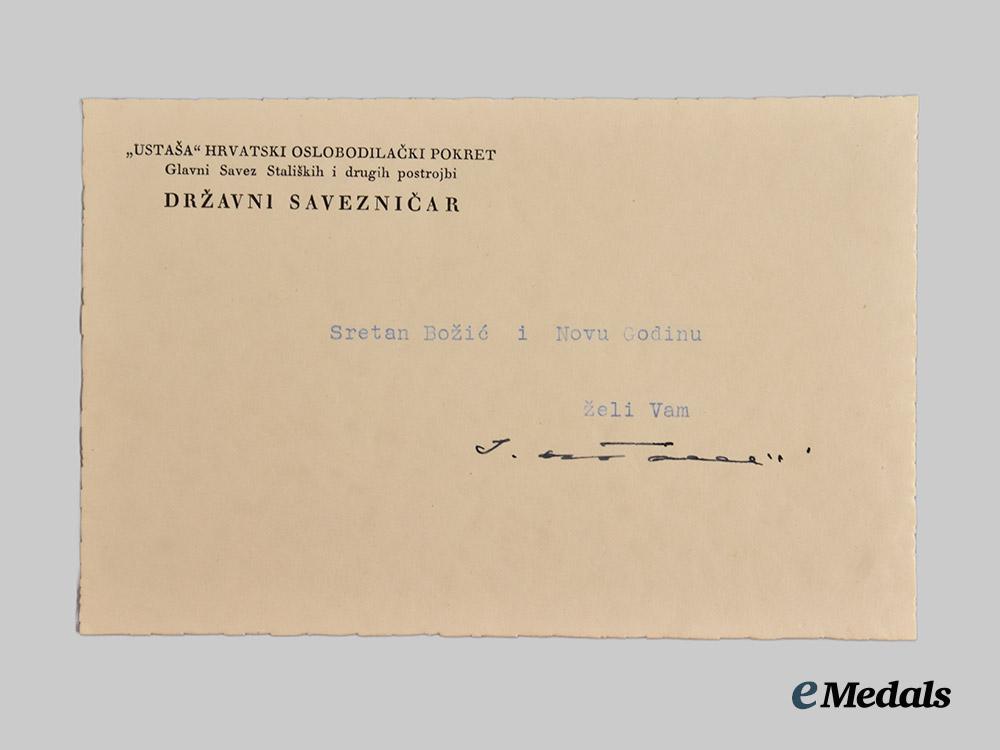 „USTAŠA“ HRVATSKI OSLOBODILAČKI POKRET
Glavni Savez Staliških i drugih postrojbi
DRŽAVNI SAVEZNIČAR
Sretan Božić i Novu Godinu
želi Vam
eMedals